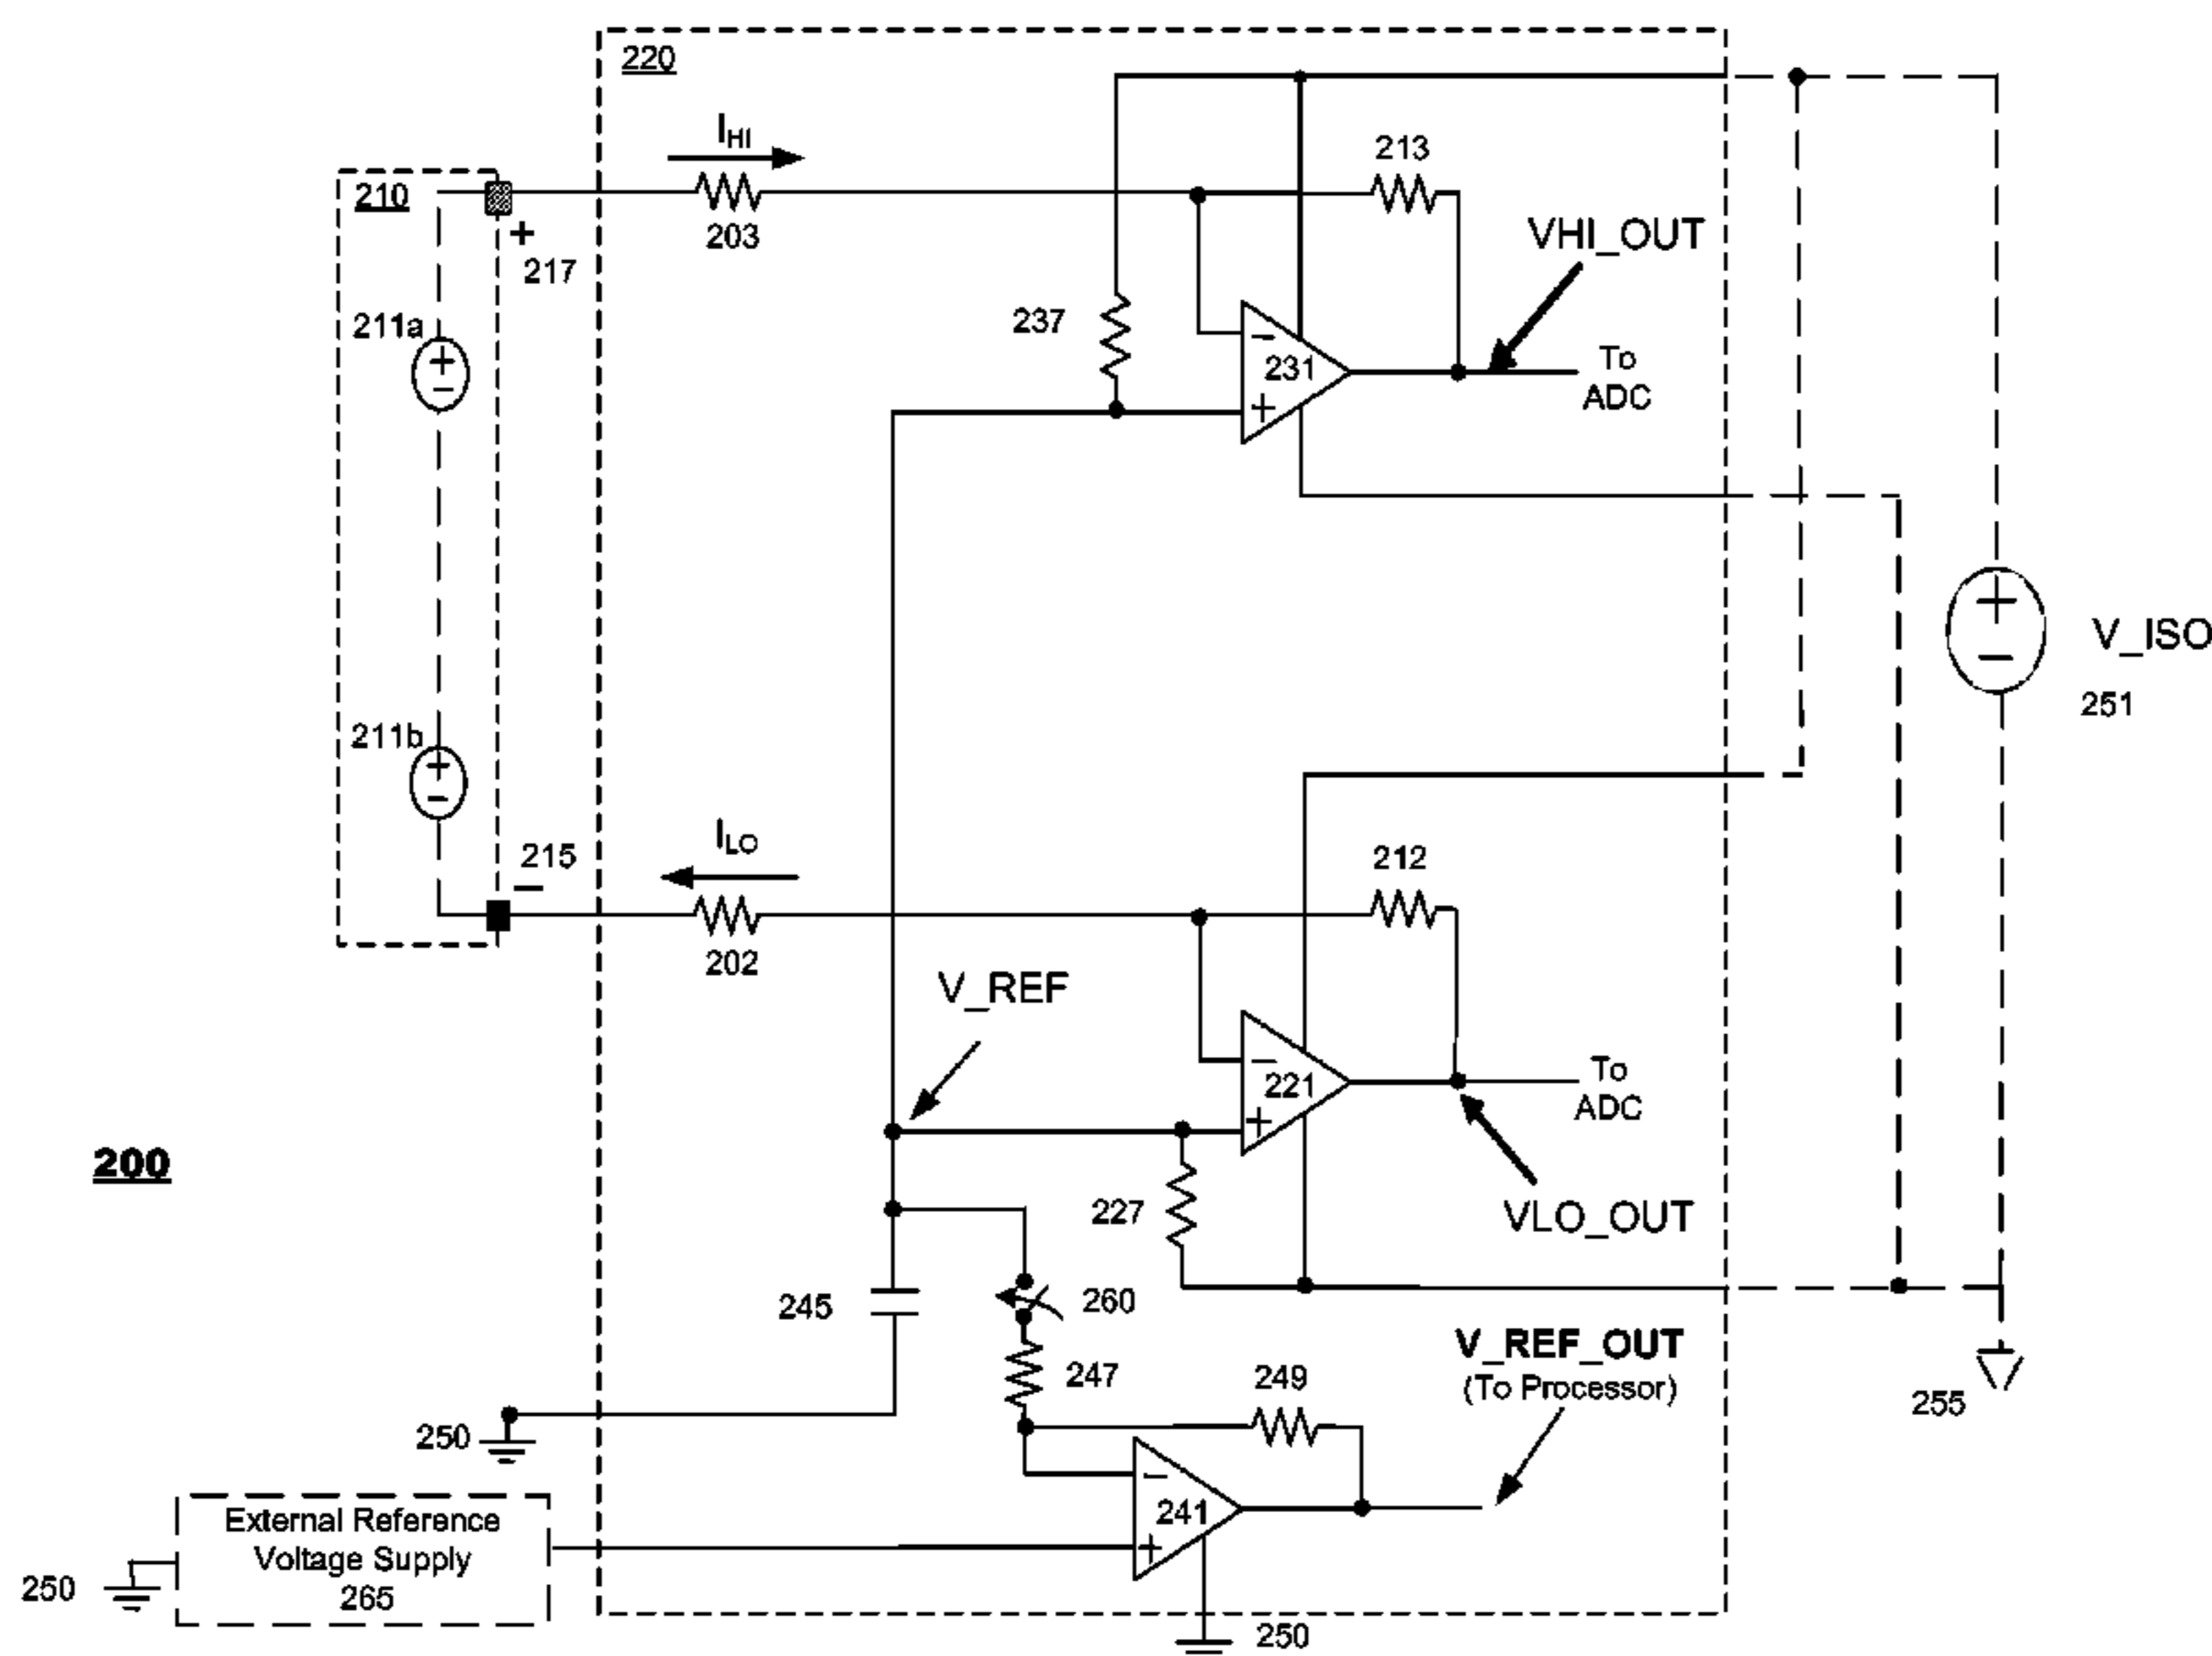 220
I_HI
213
210
+
203
VHI_OUT
217
211a
+
−
237
−
231
+
To
ADC
+
−
V_ISO
251
211b
+
−
I_LO
215
−
212
202
V_REF
−
221
+
To
ADC
200
227
VLO_OUT
245
260
V_REF_OUT
(To Processor)
247
249
255
250
−
241
+
External Reference
Voltage Supply
265
250
250